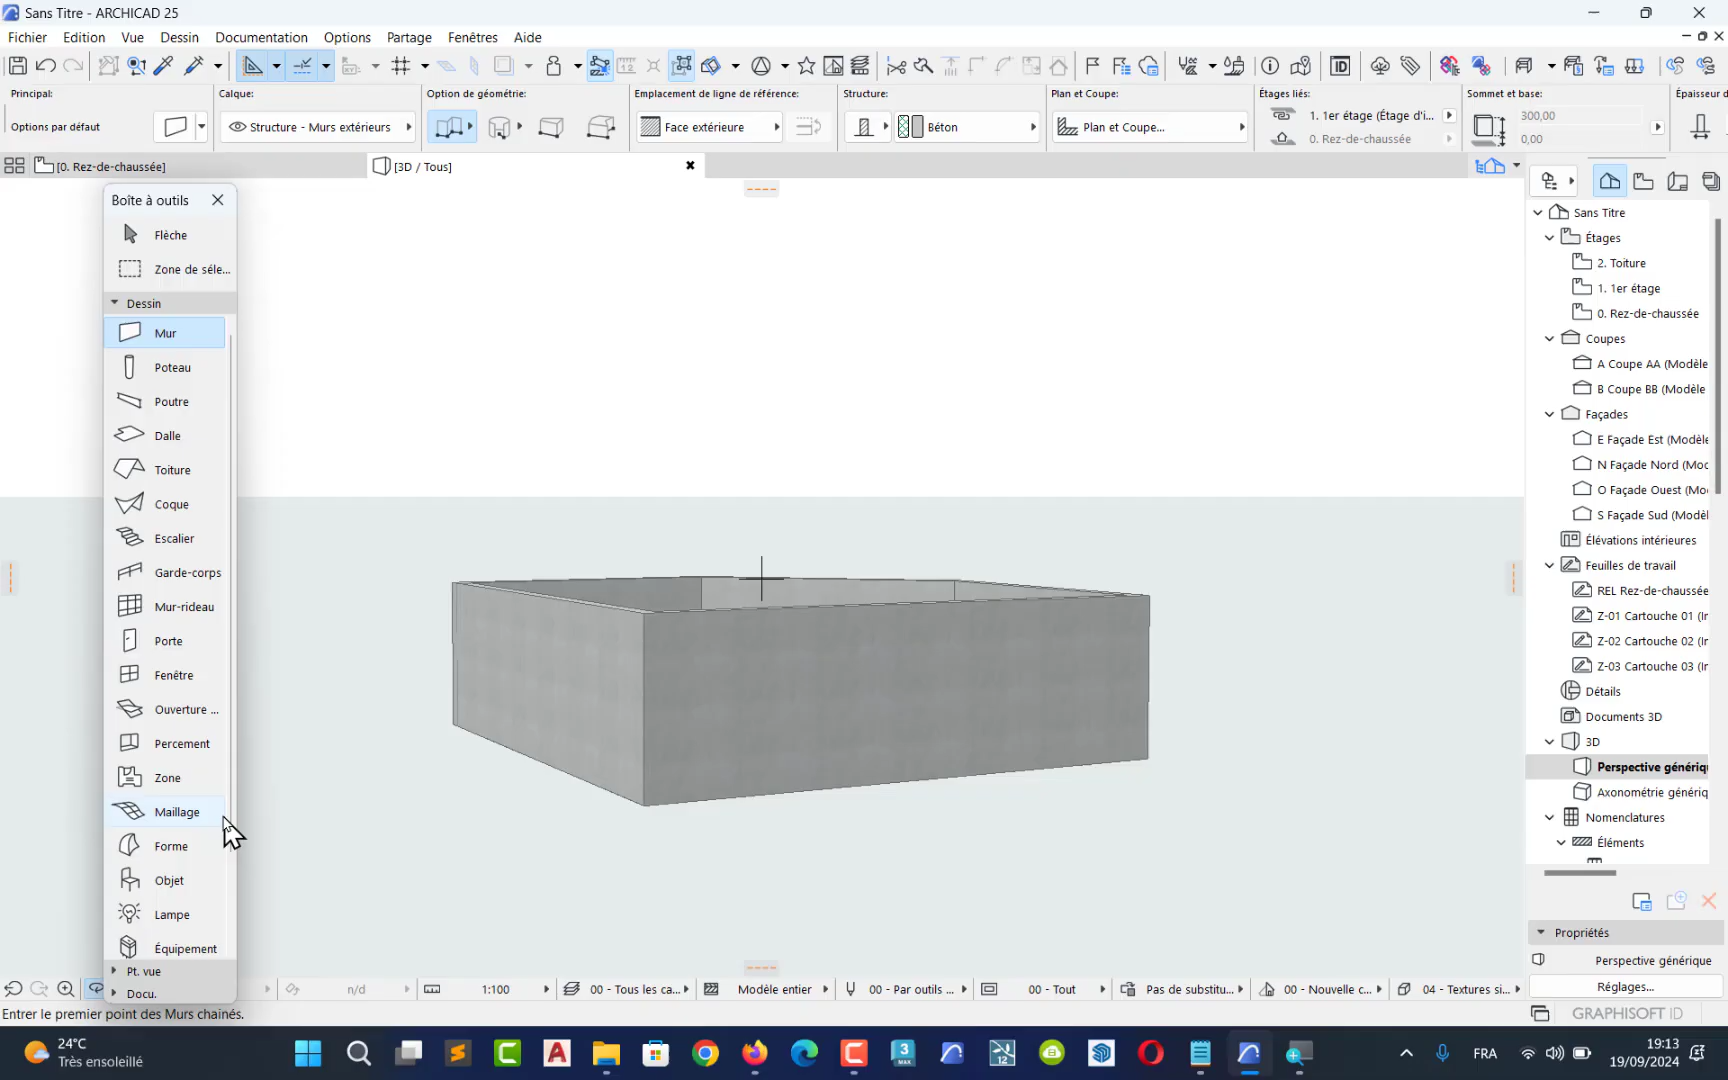 Sans Titre - ARCHICAD 25
Fichier Edition Vue Dessin Documentation Options Partage Fenêtres Aide
Principal: Calque: Option de géométrie: Emplacement de ligne de référence: Structure: Plan et Coupe: Étages liés: Sommet et base: Épaisseur d
Options par défaut Structure - Murs extérieurs Face extérieure Béton Plan et Coupe... 1. 1er étage (Étage d'i... 300,00
0. Rez-de-chaussée 0,00
[0. Rez-de-chaussée] [3D / Tous]
Boîte à outils
Flèche
Zone de séle...
Dessin
Mur
Poteau
Poutre
Dalle
Toiture
Coque
Escalier
Garde-corps
Mur-rideau
Porte
Fenêtre
Ouverture ...
Percement
Zone
Maillage
Forme
Objet
Lampe
Équipement
Pt. vue
Docu.
Sans Titre
Étages
2. Toiture
1. 1er étage
0. Rez-de-chaussée
Coupes
A Coupe AA (Modèle
B Coupe BB (Modèle
Façades
E Façade Est (Modèle
N Façade Nord (Moc
O Façade Ouest (Mo
S Façade Sud (Modèl
Élévations intérieures
Feuilles de travail
REL Rez-de-chaussée
Z-01 Cartouche 01 (Ir
Z-02 Cartouche 02 (Ir
Z-03 Cartouche 03 (Ir
Détails
Documents 3D
3D
Perspective génériqu
Axonométrie génériq
Nomenclatures
Éléments
Propriétés
Perspective générique
Réglages...
GRAPHISOFT ID
n/d 1:100 00 - Tous les ca... Modèle entier 00 - Par outils ... 00 - Tout Pas de substitu... 00 - Nouvelle c... 04 - Textures si...
Entrer le premier point des Murs chaînés.
24°C
Très ensoleillé
FRA
19:13
19/09/2024